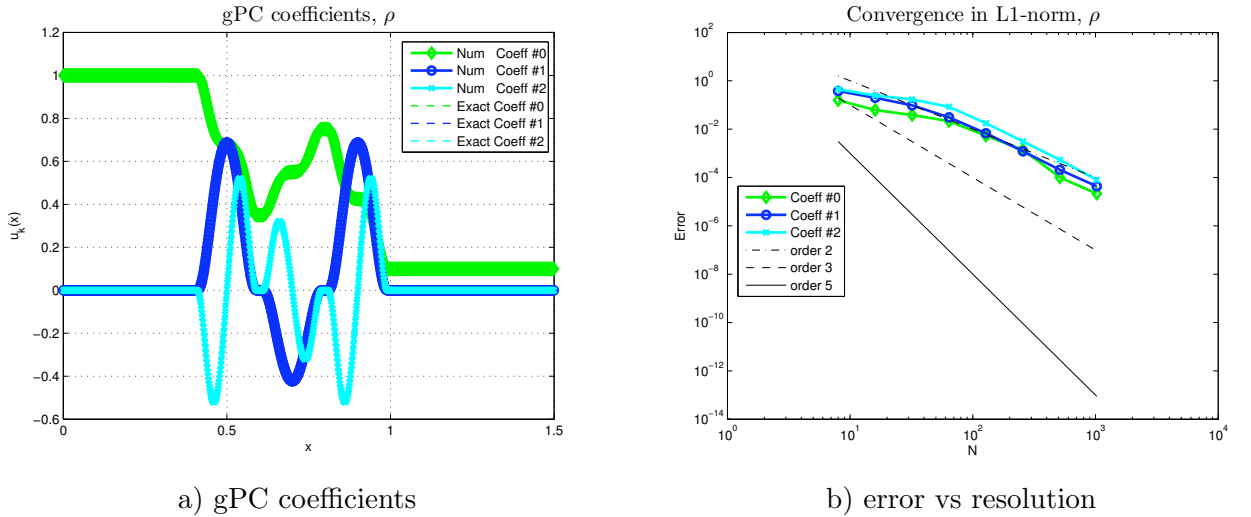 gPC coefficients, ρ
1.2
1
0.8
0.6
0.4
0.2
0
−0.2
−0.4
−0.6
u_k(x)
0
0.5
1
1.5
x
Num Coeff #0
Num Coeff #1
Num Coeff #2
Exact Coeff #0
Exact Coeff #1
Exact Coeff #2
a) gPC coefficients
Convergence in L1-norm, ρ
10^2
10^0
10^−2
10^−4
10^−6
10^−8
10^−10
10^−12
10^−14
Error
10^0
10^1
10^2
10^3
10^4
N
Coeff #0
Coeff #1
Coeff #2
order 2
order 3
order 5
b) error vs resolution